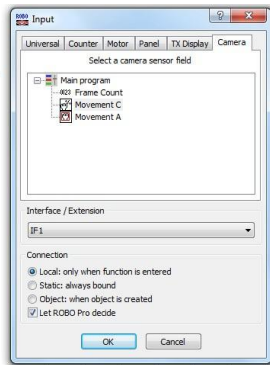 Input
Universal Counter Motor Panel TX Display Camera
Select a camera sensor field
Main program
0023 Frame Count
Movement C
Movement A
Interface / Extension
IF1
Connection
Local: only when function is entered
Static: always bound
Object: when object is created
Let ROBO Pro decide
OK Cancel